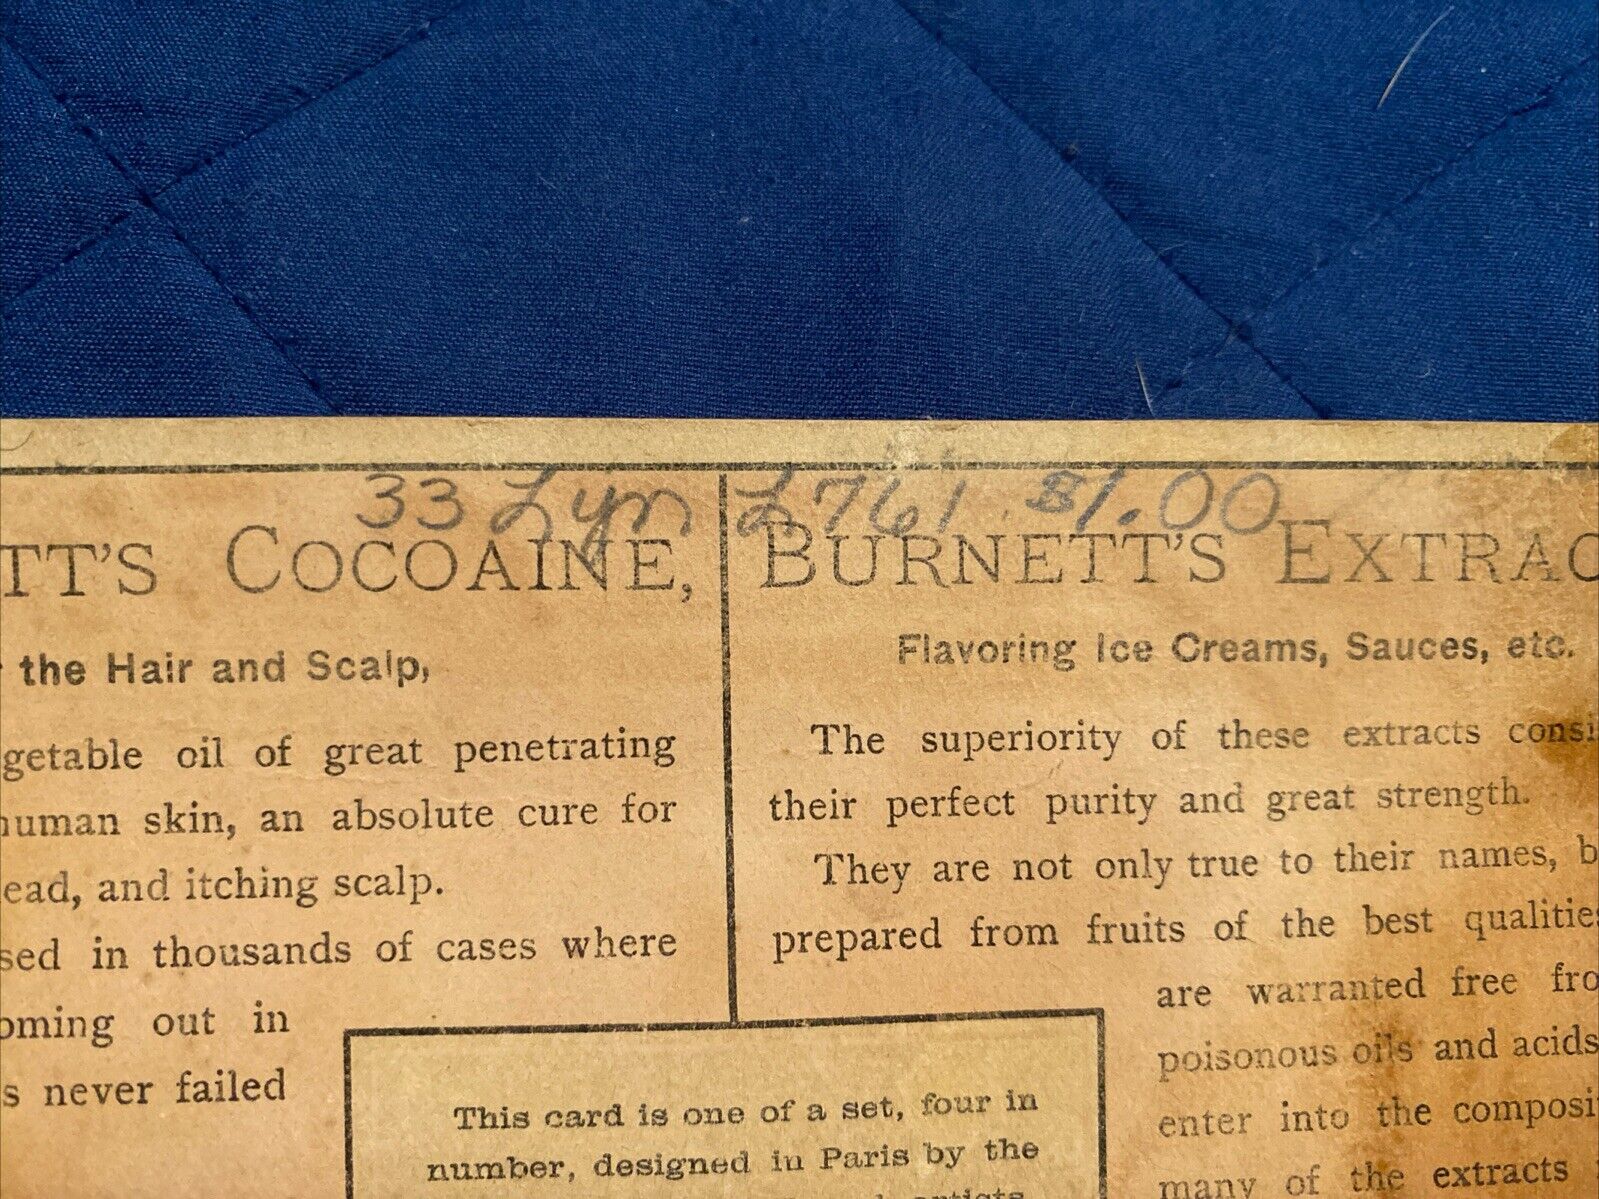 33 Lyn L761 $1.00
TT'S COCOAINE,
the Hair and Scalp,
getable oil of great penetrating
human skin, an absolute cure for
ead, and itching scalp.
sed in thousands of cases where
oming out in
s never failed
BURNETT'S EXTRAC
Flavoring Ice Creams, Sauces, etc.
The superiority of these extracts consi
their perfect purity and great strength.
They are not only true to their names, b
prepared from fruits of the best qualities
are warranted free fro
poisonous oils and acids
enter into the composi
many of the extracts
This card is one of a set, four in
number, designed in Paris by the
artists